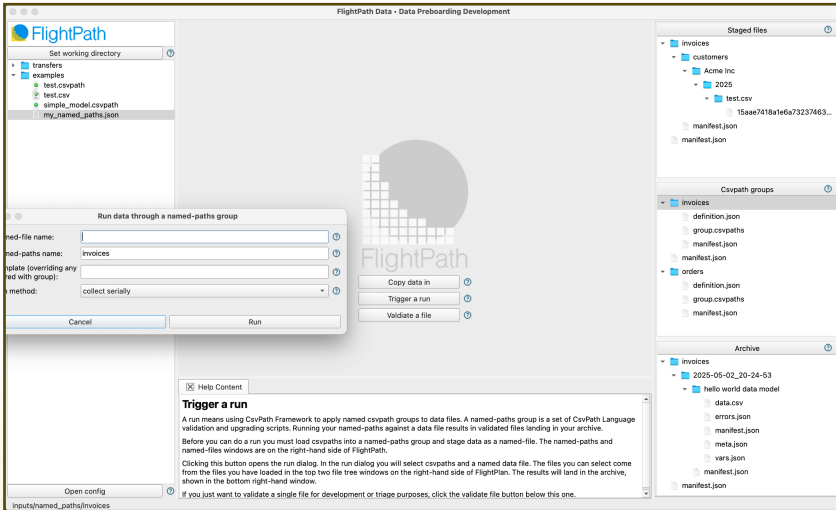 FlightPath Data • Data Preboarding Development
FlightPath
Set working directory
transfers
examples
test.csvpath
test.csv
simple_model.csvpath
my_named_paths.json
Run data through a named-paths group
med-file name:
med-paths name:
invoices
mplate (overriding any
red with group):
n method:
collect serially
Cancel
Run
FlightPath
Copy data in
Trigger a run
Valdiate a file
Help Content
Trigger a run
A run means using CsvPath Framework to apply named csvpath groups to data files. A named-paths group is a set of CsvPath Language
validation and upgrading scripts. Running your named-paths against a data file results in validated files landing in your archive.
Before you can do a run you must load csvpaths into a named-paths group and stage data as a named-file. The named-paths and
named-files windows are on the right-hand side of FlightPath.
Clicking this button opens the run dialog. In the run dialog you will select csvpaths and a named data file. The files you can select come
from the files you have loaded in the top two file tree windows on the right-hand side of FlightPlan. The results will land in the archive,
shown in the bottom right-hand window.
If you just want to validate a single file for development or triage purposes, click the validate file button below this one.
Open config
inputs/named_paths/invoices
Staged files
invoices
customers
Acme Inc
2025
test.csv
15aae7418a1e6a73237463...
manifest.json
manifest.json
Csvpath groups
invoices
definition.json
group.csvpaths
manifest.json
manifest.json
orders
definition.json
group.csvpaths
manifest.json
Archive
invoices
2025-05-02_20-24-53
hello world data model
data.csv
errors.json
manifest.json
meta.json
vars.json
manifest.json
manifest.json